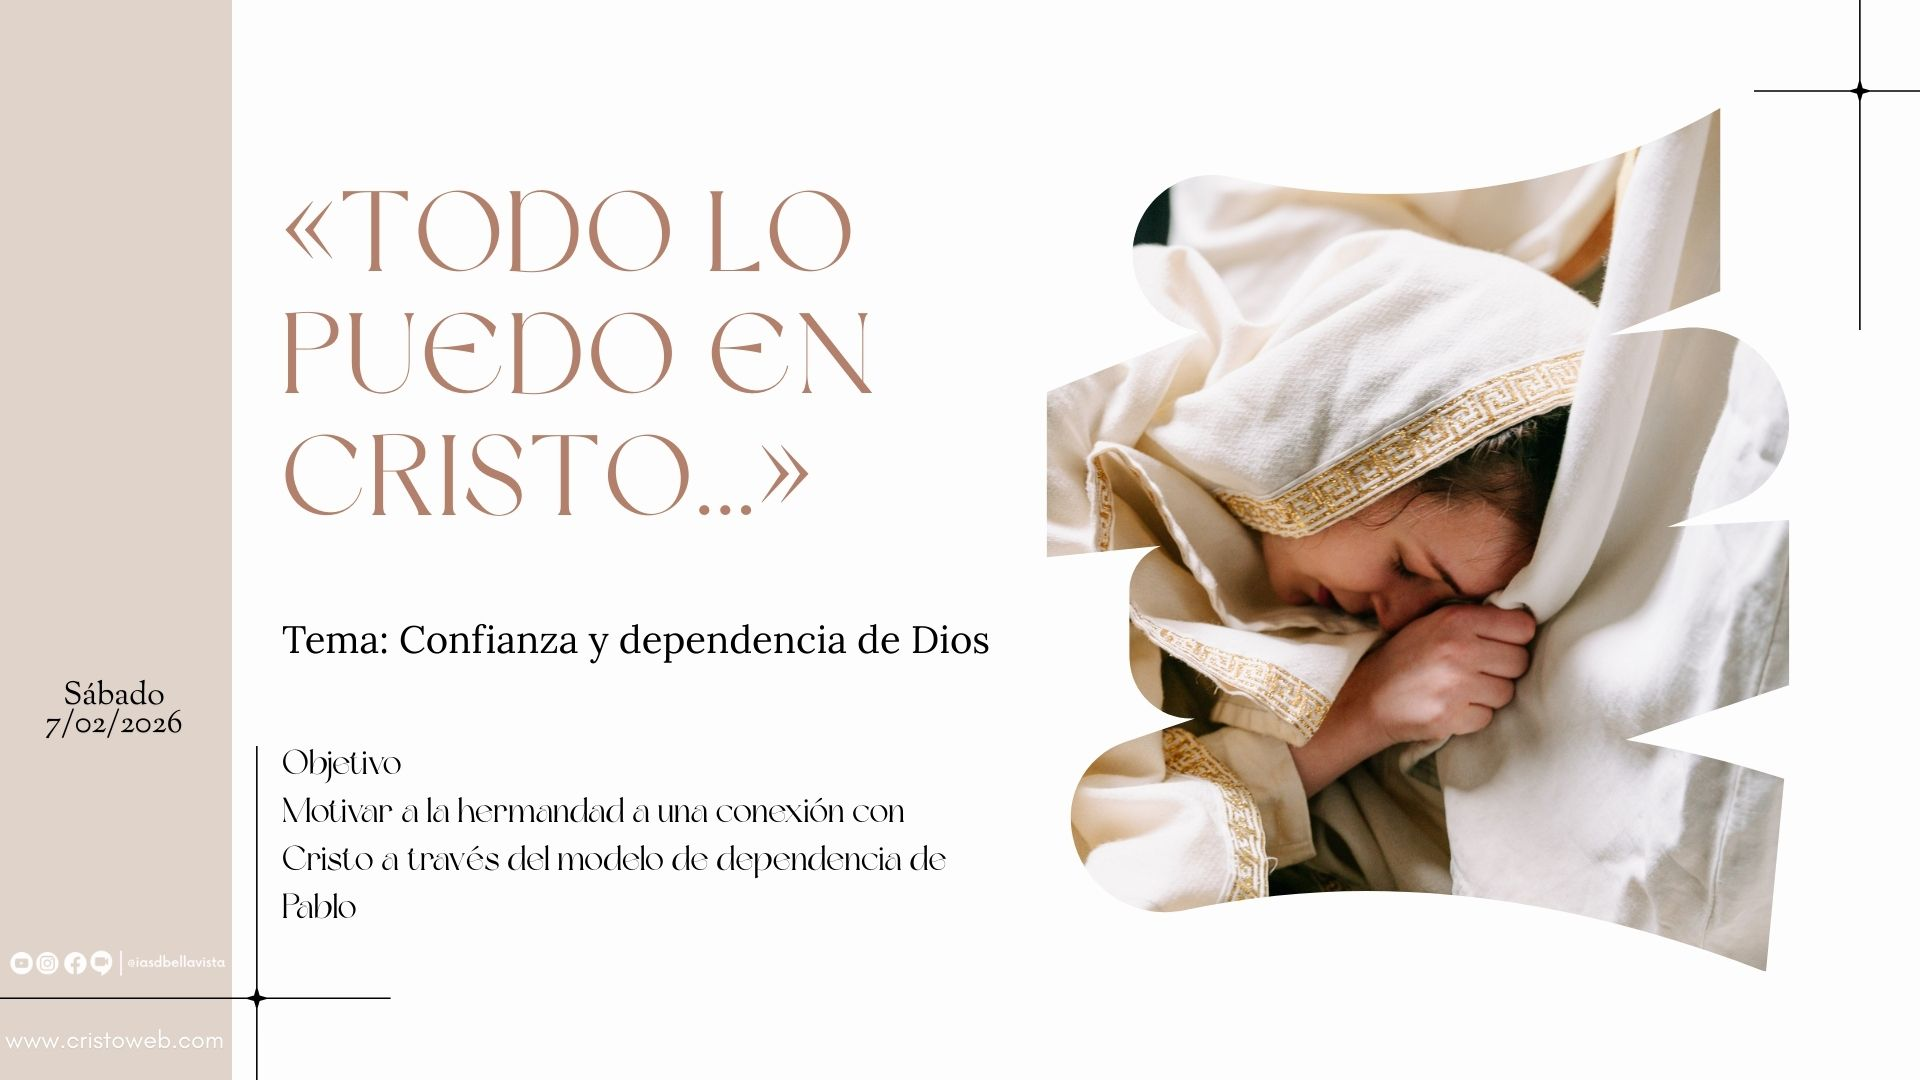 «TODO LO
PUEDO EN
CRISTO...»
Tema: Confianza y dependencia de Dios
Sábado
7/02/2026
Objetivo
Motivar a la hermandad a una conexión con
Cristo a través del modelo de dependencia de
Pablo
@iasdbellavista
www.cristoweb.com